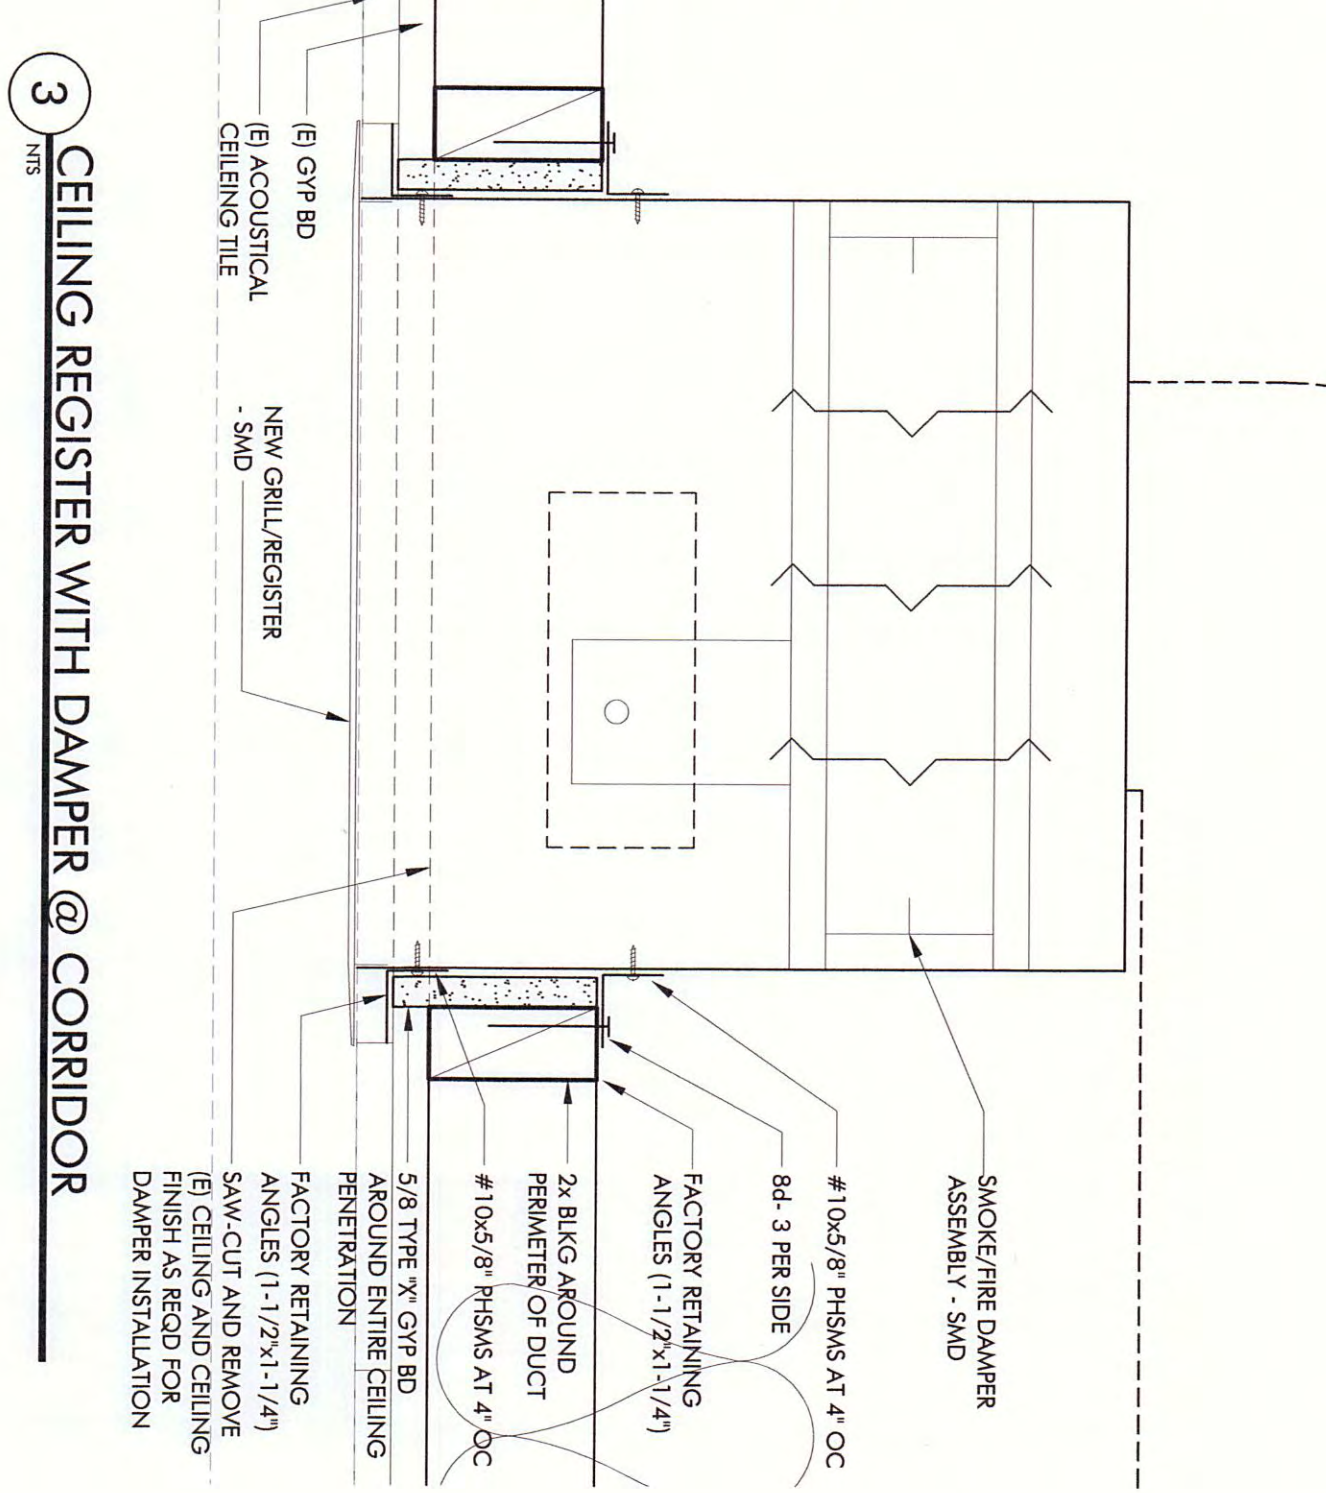 SMOKE/FIRE DAMPER
ASSEMBLY - SMD
#10x5/8" PHSMS AT 4" OC
8d- 3 PER SIDE
FACTORY RETAINING
ANGLES (1-1/2"x1-1/4")
2x BLKG AROUND
PERIMETER OF DUCT
#10x5/8" PHSMS AT 4" OC
5/8 TYPE "X" GYP BD
AROUND ENTIRE CEILING
PENETRATION
FACTORY RETAINING
ANGLES (1-1/2"x1-1/4")
SAW-CUT AND REMOVE
(E) CEILING AND CEILING
FINISH AS REQD FOR
DAMPER INSTALLATION
(E) GYP BD
(E) ACOUSTICAL
CEILEING TILE
NEW GRILL/REGISTER
- SMD
3
CEILING REGISTER WITH DAMPER @ CORRIDOR
NTS